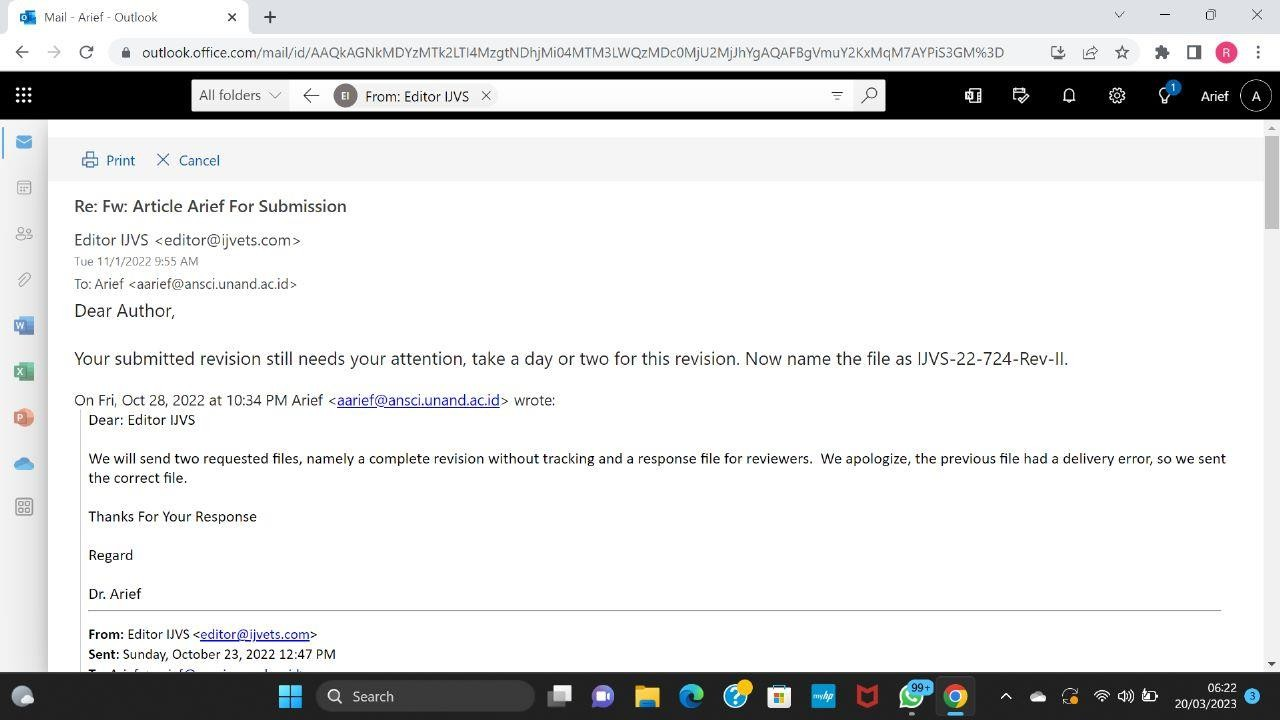 Mail - Arief - Outlook
outlook.office.com/mail/id/AAQkAGNkMDYzMTk2LTI4MzgtNDhjMi04MTM3LWQzMDc0MjU2MjJhYgAQAFBgVmuY2KxMqM7AYPiS3GM%3D
R
All folders
EI From: Editor IJVS
1
Arief A
Print Cancel
Re: Fw: Article Arief For Submission
Editor IJVS <editor@ijvets.com>
Tue 11/1/2022 9:55 AM
To: Arief <aarief@ansci.unand.ac.id>
Dear Author,
Your submitted revision still needs your attention, take a day or two for this revision. Now name the file as IJVS-22-724-Rev-II.
On Fri, Oct 28, 2022 at 10:34 PM Arief <aarief@ansci.unand.ac.id> wrote:
Dear: Editor IJVS
We will send two requested files, namely a complete revision without tracking and a response file for reviewers. We apologize, the previous file had a delivery error, so we sent
the correct file.
Thanks For Your Response
Regard
Dr. Arief
From: Editor IJVS <editor@ijvets.com>
Sent: Sunday, October 23, 2022 12:47 PM
Search
99+
06:22
20/03/2023
3